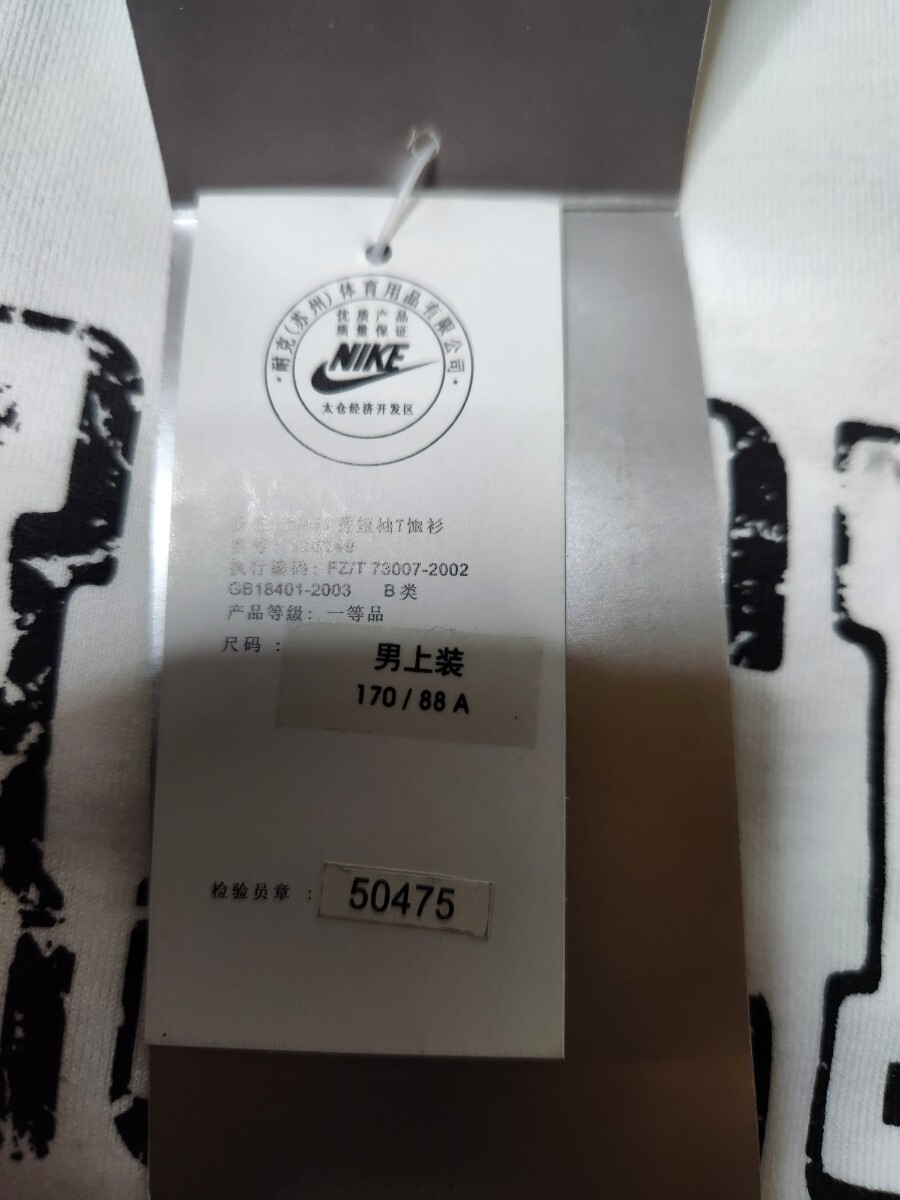 耐克(苏州)体育用品有限公司
优质产品
质量保证
NIKE
太仓经济开发区
短袖T恤衫
执行编码: FZ/T 73007-2002
GB18401-2003 B类
产品等级: 一等品
尺码:
男上装
170 / 88 A
检验员章:
50475